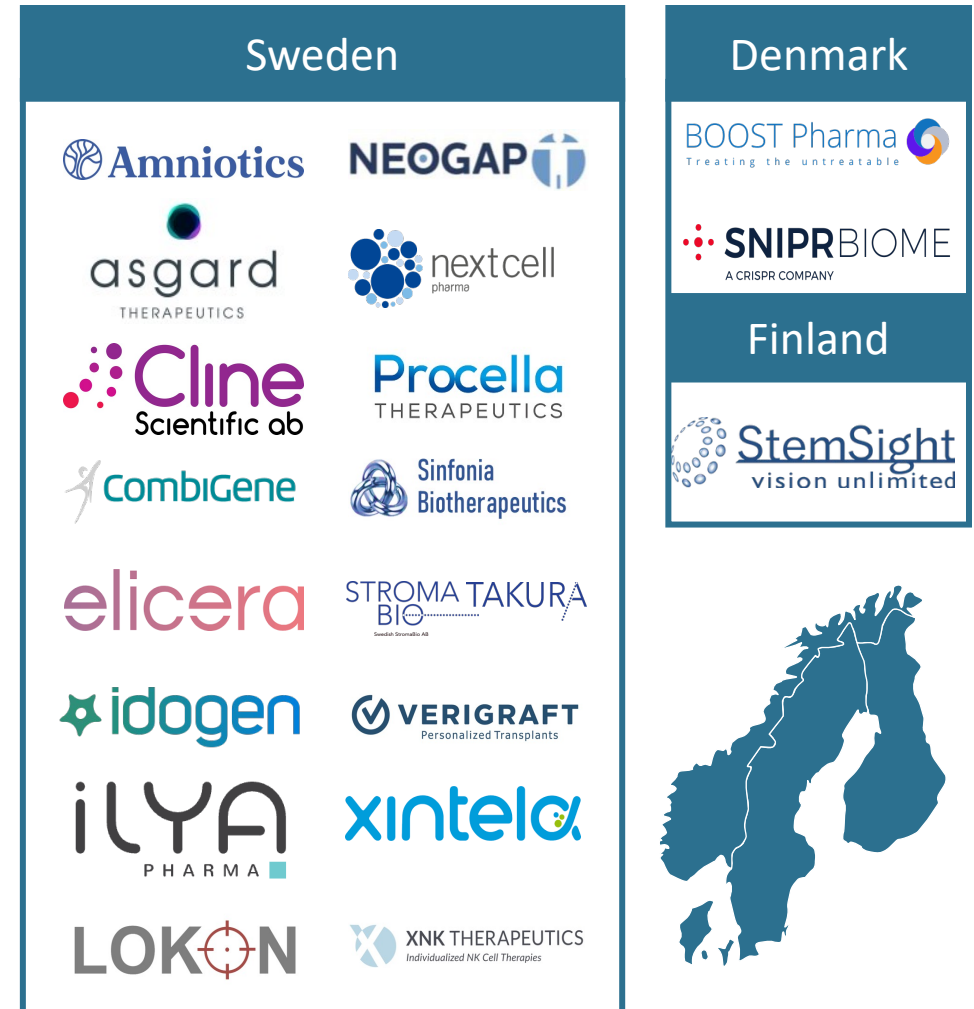 Sweden
Amniotics
NEOGAP
asgard
THERAPEUTICS
nextcell
pharma
Cline
Scientific ab
Procella
THERAPEUTICS
CombiGene
Sinfonia
Biotherapeutics
elicera
STROMA
BIO
Swedish StromaBio AB
TAKURA
idogen
VERIGRAFT
Personalized Transplants
iLYA
PHARMA
xintela
LOKON
XNK THERAPEUTICS
Individualized NK Cell Therapies
Denmark
BOOST Pharma
Treating the untreatable
SNIPRBIOME
A CRISPR COMPANY
Finland
StemSight
vision unlimited